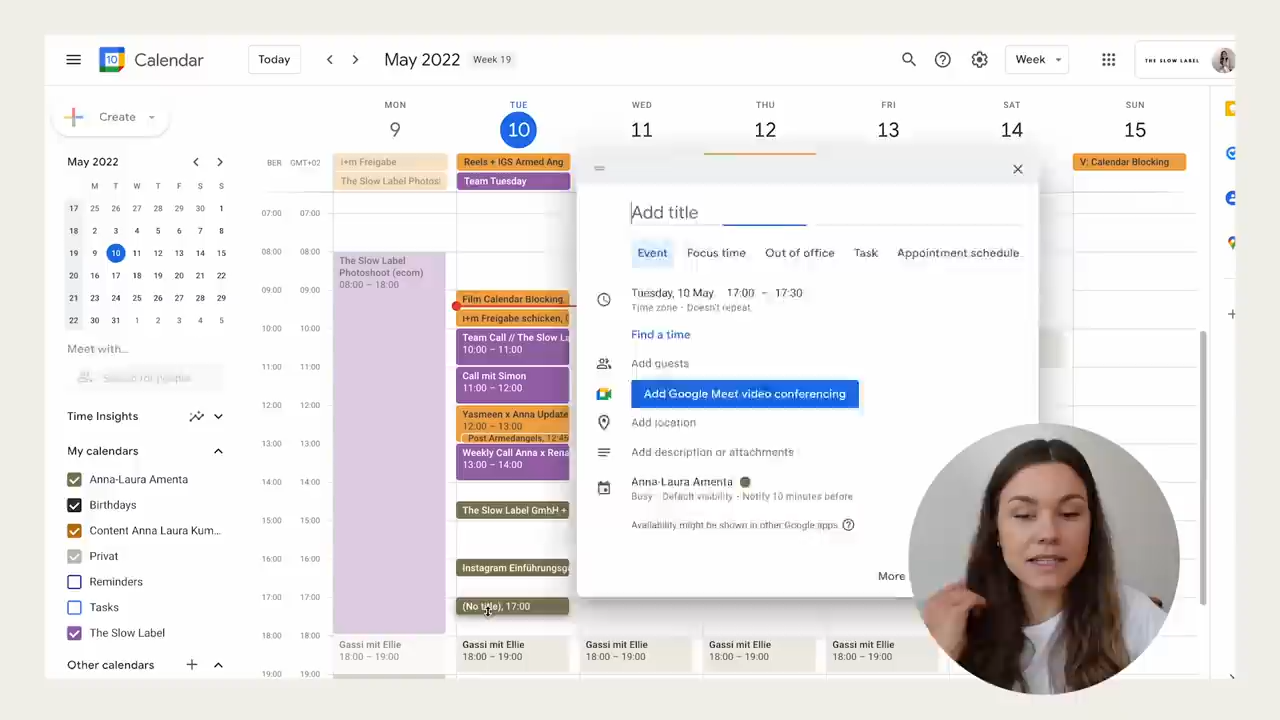 Calendar
Today
May 2022 Week 19
Week
THE SLOW LABEL
Create
May 2022
M T W T F S S
17 25 26 27 28 29 30 1
18 2 3 4 5 6 7 8
19 9 10 11 12 13 14 15
20 16 17 18 19 20 21 22
21 23 24 25 26 27 28 29
22 30 31 1 2 3 4 5
Meet with...
Search for people
Time Insights
My calendars
Anna-Laura Amenta
Birthdays
Content Anna Laura Kum...
Privat
Reminders
Tasks
The Slow Label
Other calendars
MON TUE WED THU FRI SAT SUN
9 10 11 12 13 14 15
BER GMT+02
i+m Freigabe
The Slow Label Photos
Reels + IGS Armed Ang
Team Tuesday
V: Calendar Blocking
07:00 07:00
08:00 08:00
09:00 09:00
10:00 10:00
11:00 11:00
12:00 12:00
13:00 13:00
14:00 14:00
15:00 15:00
16:00 16:00
17:00 17:00
18:00 18:00
19:00 19:00
The Slow Label
Photoshoot (ecom)
08:00 – 18:00
Film Calendar Blocking,
i+m Freigabe schicken,
Team Call // The Slow La
10:00 – 11:00
Call mit Simon
11:00 – 12:00
Yasmeen x Anna Update
12:00 – 13:00
Post Armedangels, 12:45
Weekly Call Anna x Rena
13:00 – 14:00
The Slow Label GmbH +
Instagram Einführungsg
(No title), 17:00
Gassi mit Ellie
18:00 – 19:00
Gassi mit Ellie
18:00 – 19:00
Gassi mit Ellie
18:00 – 19:00
Gassi mit Ellie
18:00 – 19:00
Gassi mit Ellie
18:00 – 19:00
Add title
Event Focus time Out of office Task Appointment schedule
Tuesday, 10 May 17:00 – 17:30
Time zone · Doesn't repeat
Find a time
Add guests
Add Google Meet video conferencing
Add location
Add description or attachments
Anna-Laura Amenta
Busy · Default visibility · Notify 10 minutes before
Availability might be shown in other Google apps
More